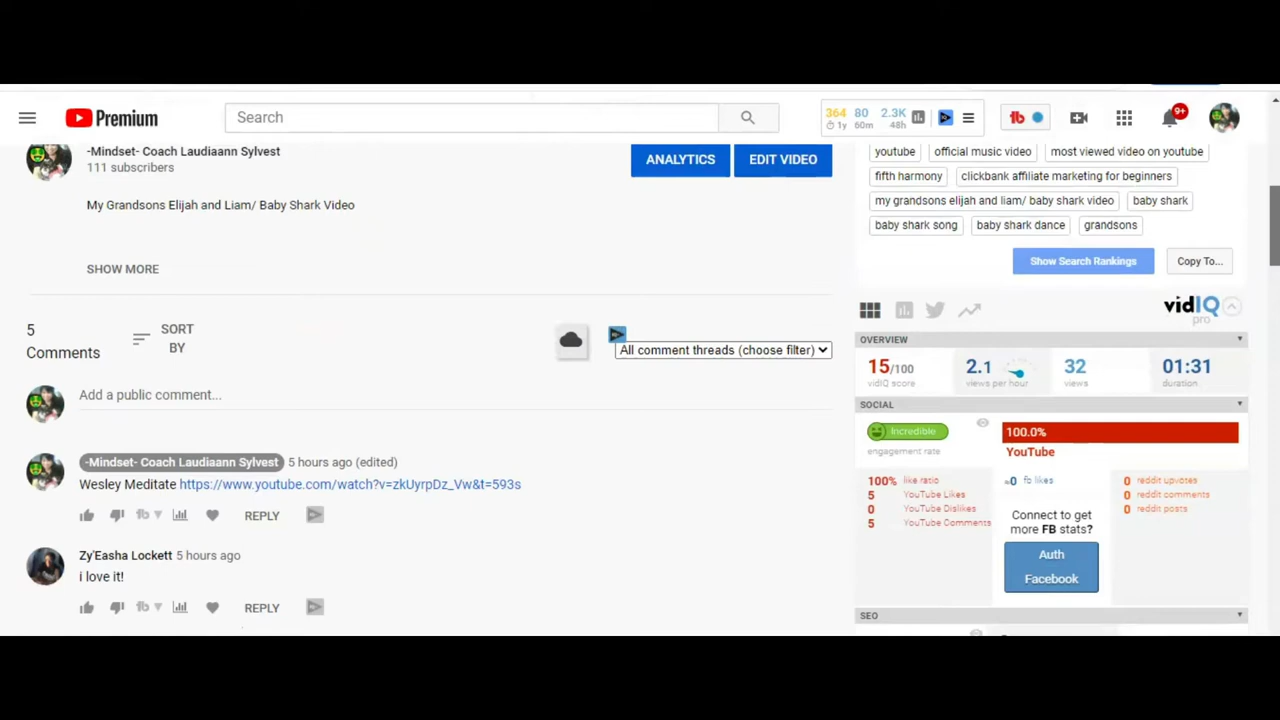 Premium
Search
364 80 2.3K
1y 60m 48h
9+
-Mindset- Coach Laudiaann Sylvest
111 subscribers
ANALYTICS
EDIT VIDEO
My Grandsons Elijah and Liam/ Baby Shark Video
SHOW MORE
5
Comments
SORT
BY
All comment threads (choose filter)
Add a public comment...
-Mindset- Coach Laudiaann Sylvest 5 hours ago (edited)
Wesley Meditate https://www.youtube.com/watch?v=zkUyrpDz_Vw&t=593s
REPLY
Zy'Easha Lockett 5 hours ago
i love it!
REPLY
youtube official music video most viewed video on youtube
fifth harmony clickbank affiliate marketing for beginners
my grandsons elijah and liam/ baby shark video baby shark
baby shark song baby shark dance grandsons
Show Search Rankings Copy To...
vidIQ
pro
OVERVIEW
15/100 2.1 32 01:31
vidIQ score views per hour views duration
SOCIAL
Incredible
engagement rate
100.0%
YouTube
100% like ratio
5 YouTube Likes
0 YouTube Dislikes
5 YouTube Comments
0 fb likes
Connect to get
more FB stats?
Auth
Facebook
0 reddit upvotes
0 reddit comments
0 reddit posts
SEO